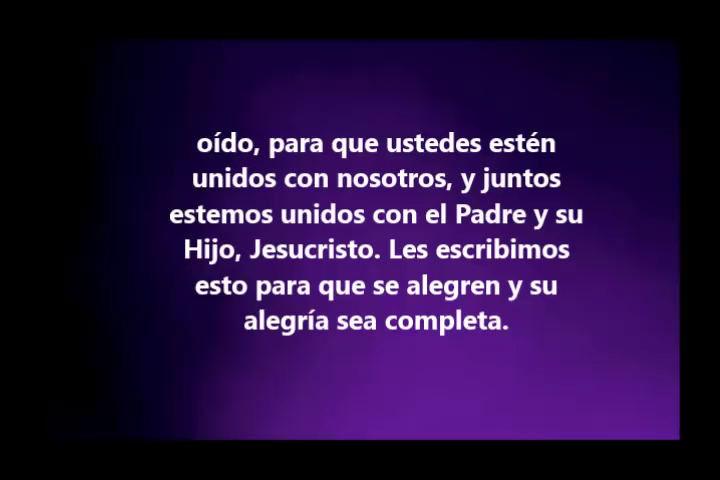 oído, para que ustedes estén
unidos con nosotros, y juntos
estemos unidos con el Padre y su
Hijo, Jesucristo. Les escribimos
esto para que se alegren y su
alegría sea completa.